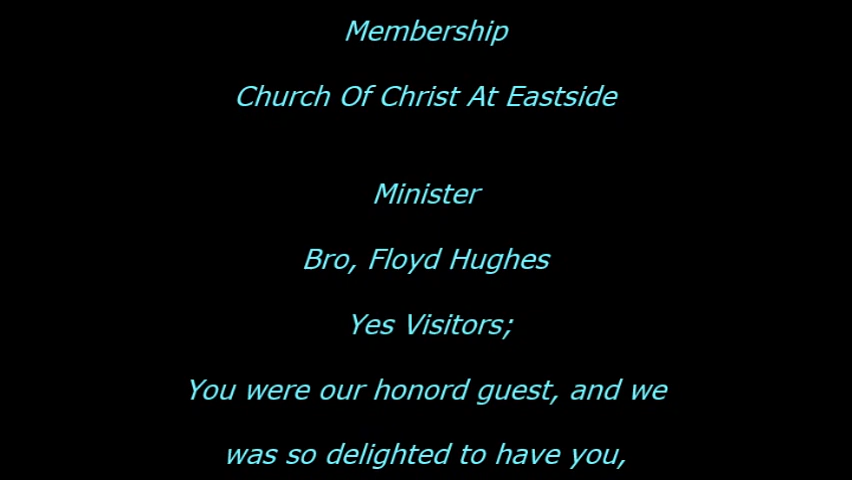 Membership
Church Of Christ At Eastside
Minister
Bro, Floyd Hughes
Yes Visitors;
You were our honord guest, and we
was so delighted to have you,